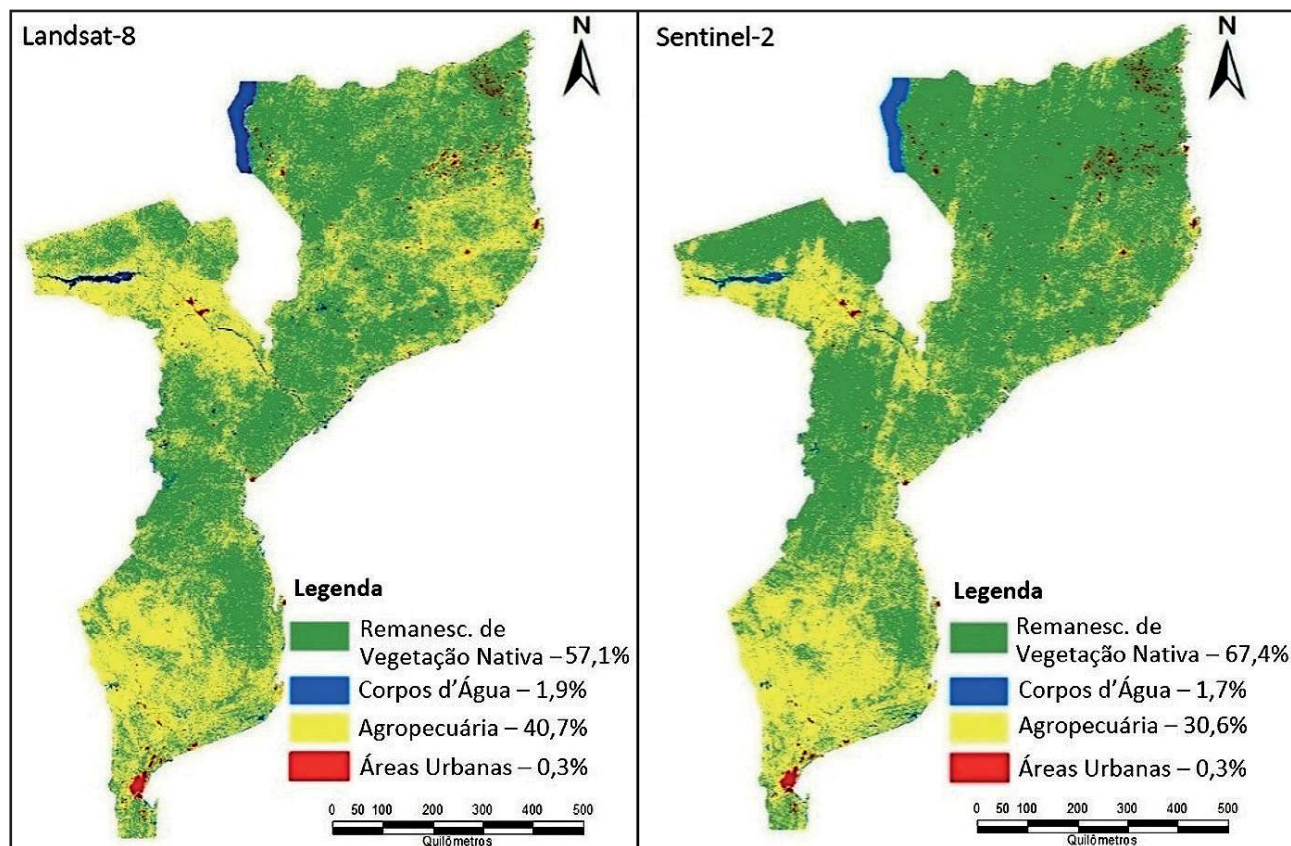 Landsat-8
N
Legenda
Remanesc. de
Vegetação Nativa – 57,1%
Corpos d'Água – 1,9%
Agropecuária – 40,7%
Áreas Urbanas – 0,3%
0 50 100 200 300 400 500
Quilômetros
Sentinel-2
N
Legenda
Remanesc. de
Vegetação Nativa – 67,4%
Corpos d'Água – 1,7%
Agropecuária – 30,6%
Áreas Urbanas – 0,3%
0 50 100 200 300 400 500
Quilômetros